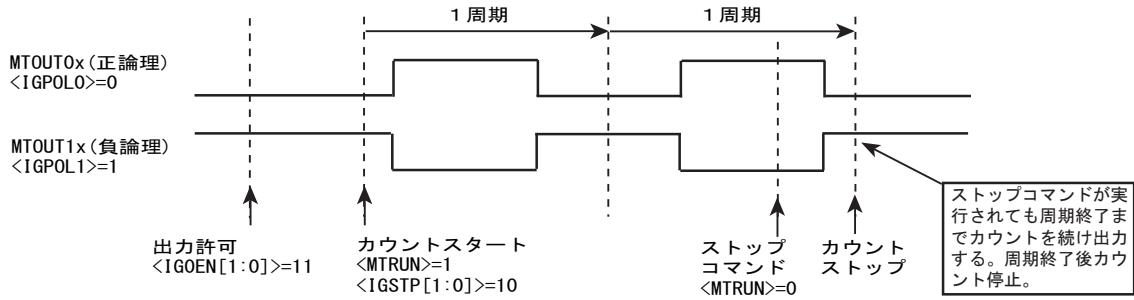 1周期
1周期
MTOUT0x(正論理)
<IGPOL0>=0
MTOUT1x(負論理)
<IGPOL1>=1
出力許可
<IGOEN[1:0]>=11
カウントスタート
<MTRUN>=1
<IGSTP[1:0]>=10
ストップ
コマンド
<MTRUN>=0
カウント
ストップ
ストップコマンドが実
行されても周期終了ま
でカウントを続け出力
する。周期終了後カウ
ント停止。